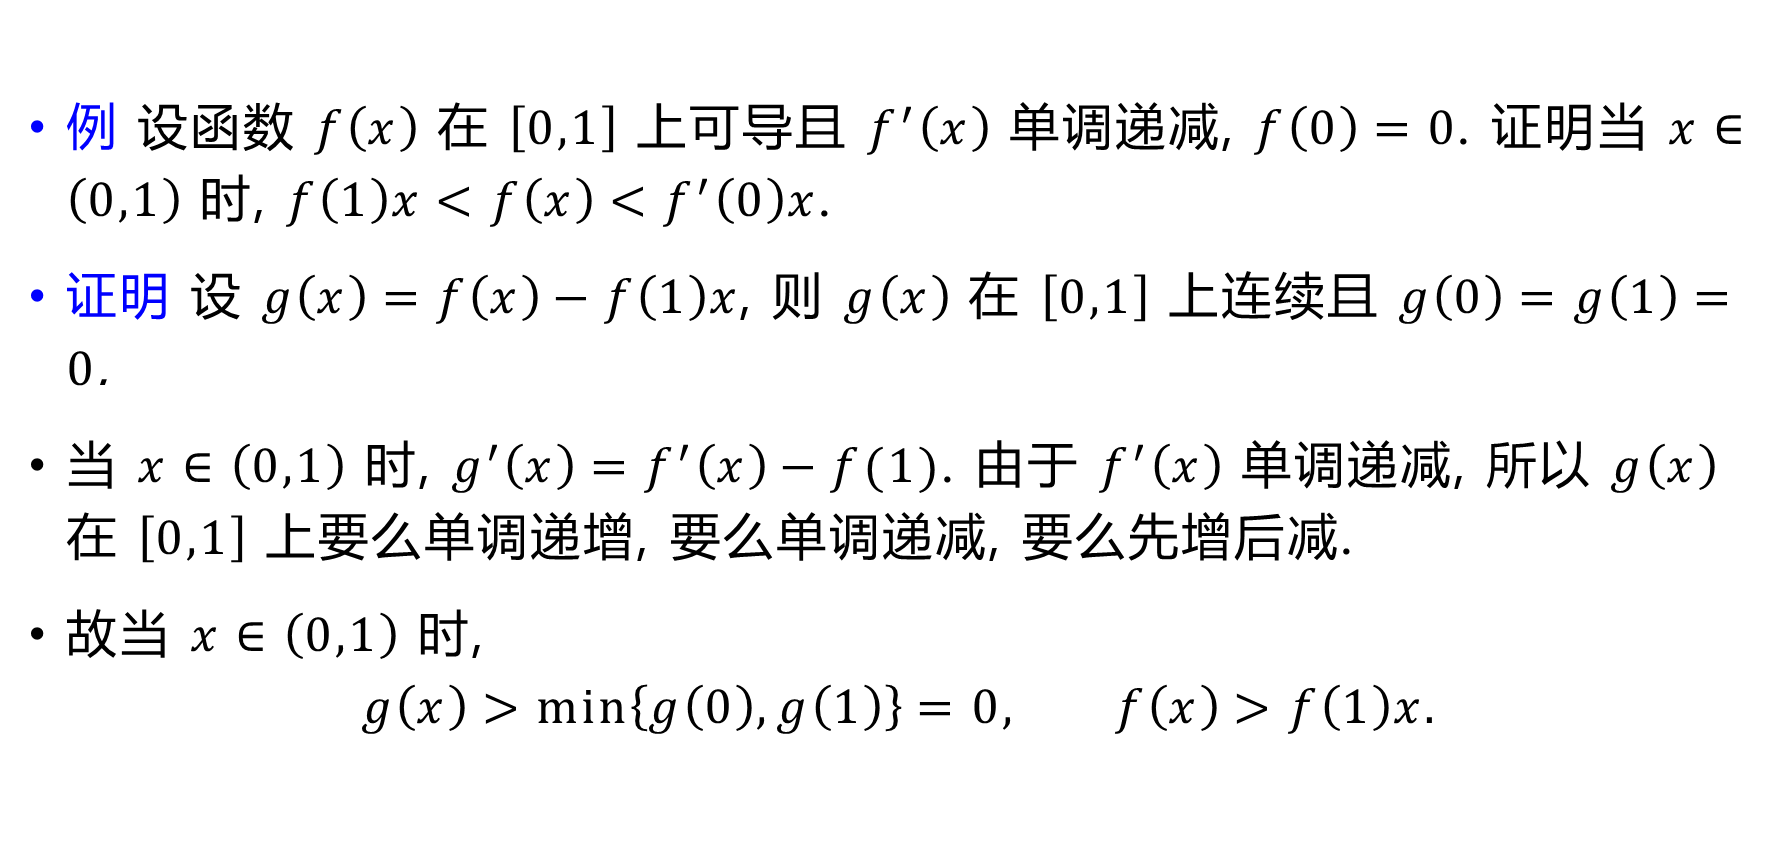 • 例 设函数 f(x) 在 [0,1] 上可导且 f′(x) 单调递减, f(0) = 0. 证明当 x ∈
(0,1) 时, f(1)x < f(x) < f′(0)x.
• 证明 设 g(x) = f(x) − f(1)x, 则 g(x) 在 [0,1] 上连续且 g(0) = g(1) =
0.
• 当 x ∈ (0,1) 时, g′(x) = f′(x) − f(1). 由于 f′(x) 单调递减, 所以 g(x)
在 [0,1] 上要么单调递增, 要么单调递减, 要么先增后减.
• 故当 x ∈ (0,1) 时,
g(x) > min{g(0), g(1)} = 0, f(x) > f(1)x.